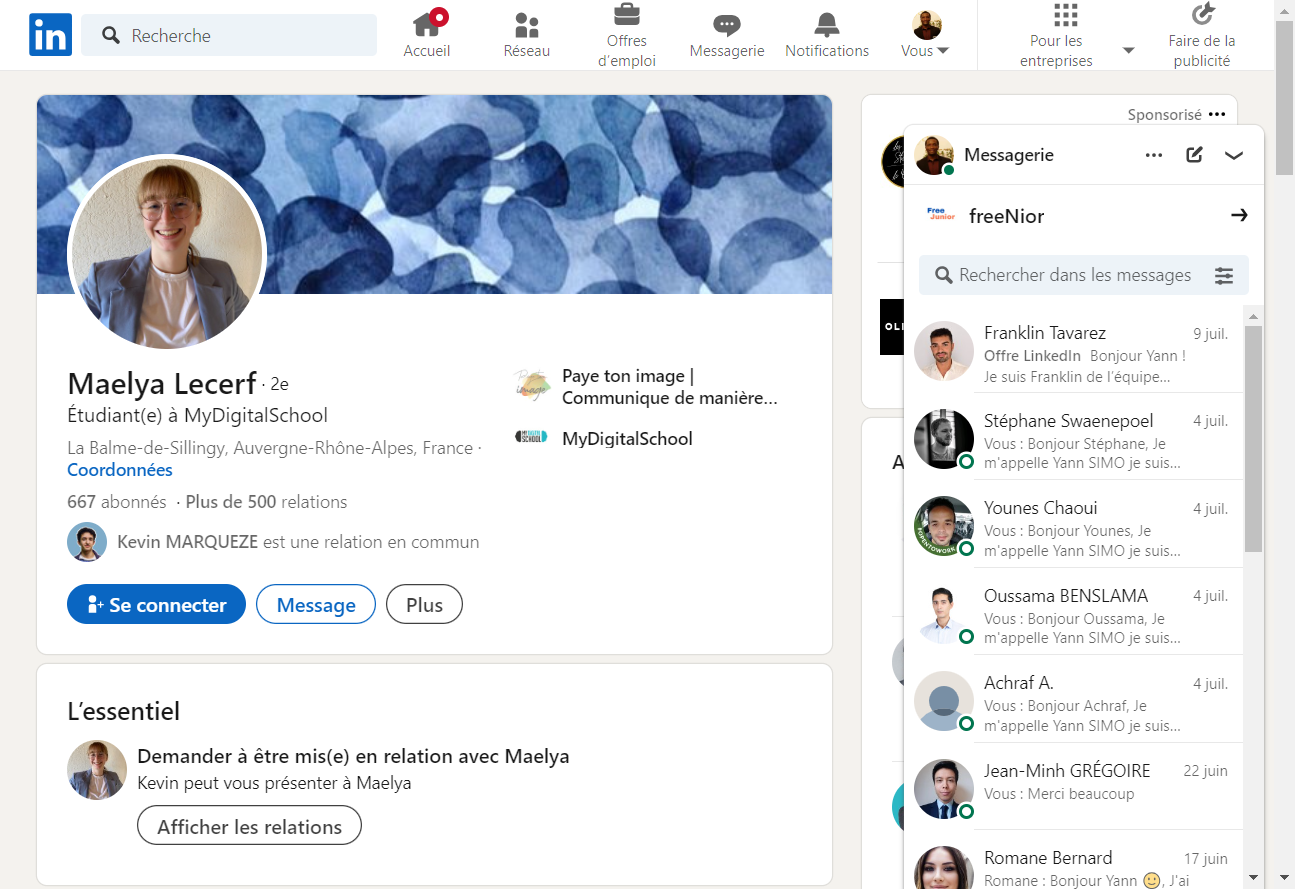 in
Recherche
Accueil
Réseau
Offres
d'emploi
Messagerie
Notifications
Vous
Pour les
entreprises
Faire de la
publicité
Sponsorisé
Maelya Lecerf · 2e
Étudiant(e) à MyDigitalSchool
La Balme-de-Sillingy, Auvergne-Rhône-Alpes, France ·
Coordonnées
667 abonnés · Plus de 500 relations
Kevin MARQUEZE est une relation en commun
Se connecter
Message
Plus
Paye ton image |
Communique de manière...
MyDigitalSchool
L'essentiel
Demander à être mis(e) en relation avec Maelya
Kevin peut vous présenter à Maelya
Afficher les relations
OLI
A
Messagerie
Free
Junior
freeNior
Rechercher dans les messages
Franklin Tavarez
9 juil.
Offre LinkedIn Bonjour Yann !
Je suis Franklin de l'équipe...
Stéphane Swaenepoel
4 juil.
Vous : Bonjour Stéphane, Je
m'appelle Yann SIMO je suis...
Younes Chaoui
4 juil.
#OPENTOWORK
Vous : Bonjour Younes, Je
m'appelle Yann SIMO je suis...
Oussama BENSLAMA
4 juil.
Vous : Bonjour Oussama, Je
m'appelle Yann SIMO je suis...
Achraf A.
4 juil.
Vous : Bonjour Achraf, Je
m'appelle Yann SIMO je suis...
Jean-Minh GRÉGOIRE
22 juin
Vous : Merci beaucoup
Romane Bernard
17 juin
Romane : Bonjour Yann 🙂, J'ai